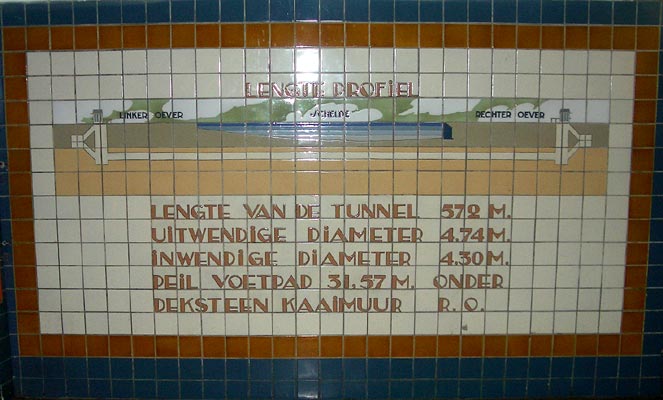 LENGTE PROFIEL
LINKER OEVER SCHELDE RECHTER OEVER
LENGTE VAN DE TUNNEL 572 M.
UITWENDIGE DIAMETER 4.74 M.
INWENDIGE DIAMETER 4.30 M.
PEIL VOETPAD 31,57 M. ONDER
DEKSTEEN KAAIMUUR R.O.